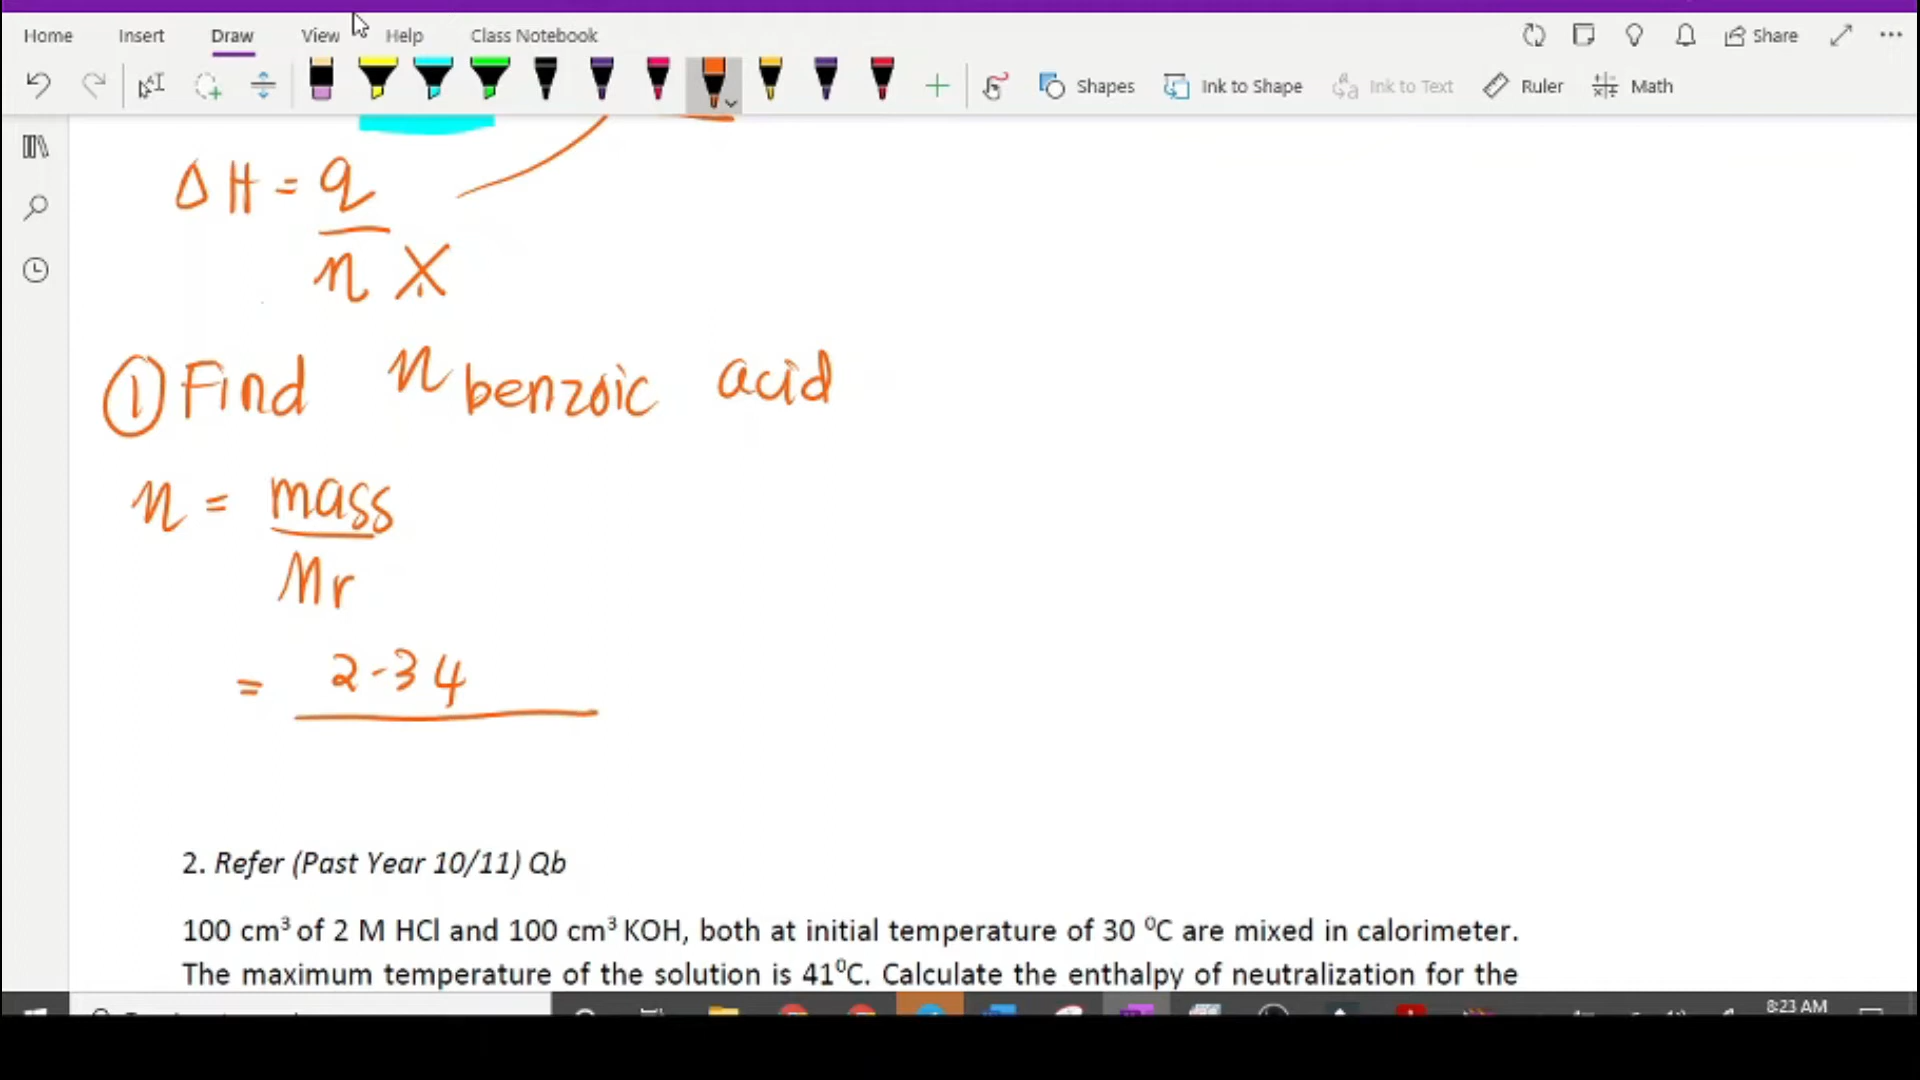 Home Insert Draw View Help Class Notebook Share
Shapes Ink to Shape Ink to Text Ruler Math
ΔH = q
n X
① Find n benzoic acid
n = mass
Mr
= 2.34
2. Refer (Past Year 10/11) Qb
100 cm³ of 2 M HCl and 100 cm³ KOH, both at initial temperature of 30 ⁰C are mixed in calorimeter.
The maximum temperature of the solution is 41⁰C. Calculate the enthalpy of neutralization for the
8:23 AM